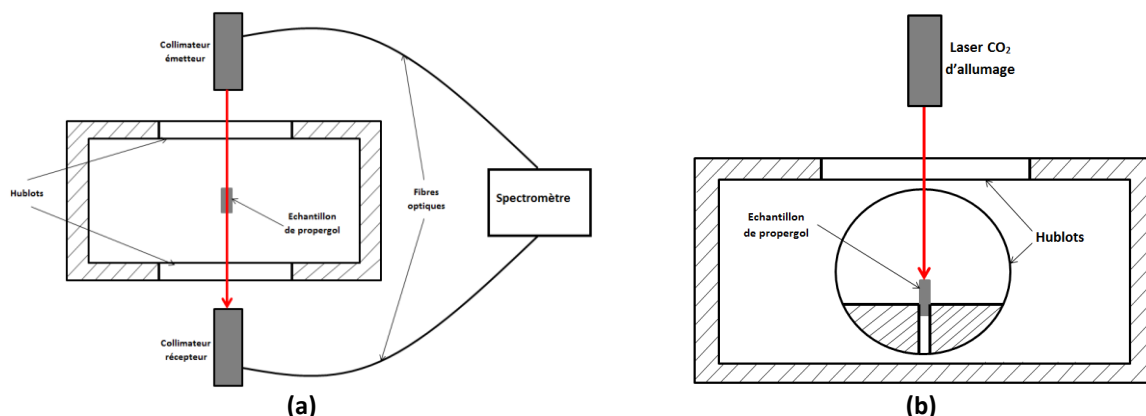 Collimateur
émetteur
Hublots
Echantillon
de propergol
Fibres
optiques
Spectromètre
Collimateur
récepteur
(a)
Laser CO₂
d'allumage
Echantillon
de propergol
Hublots
(b)